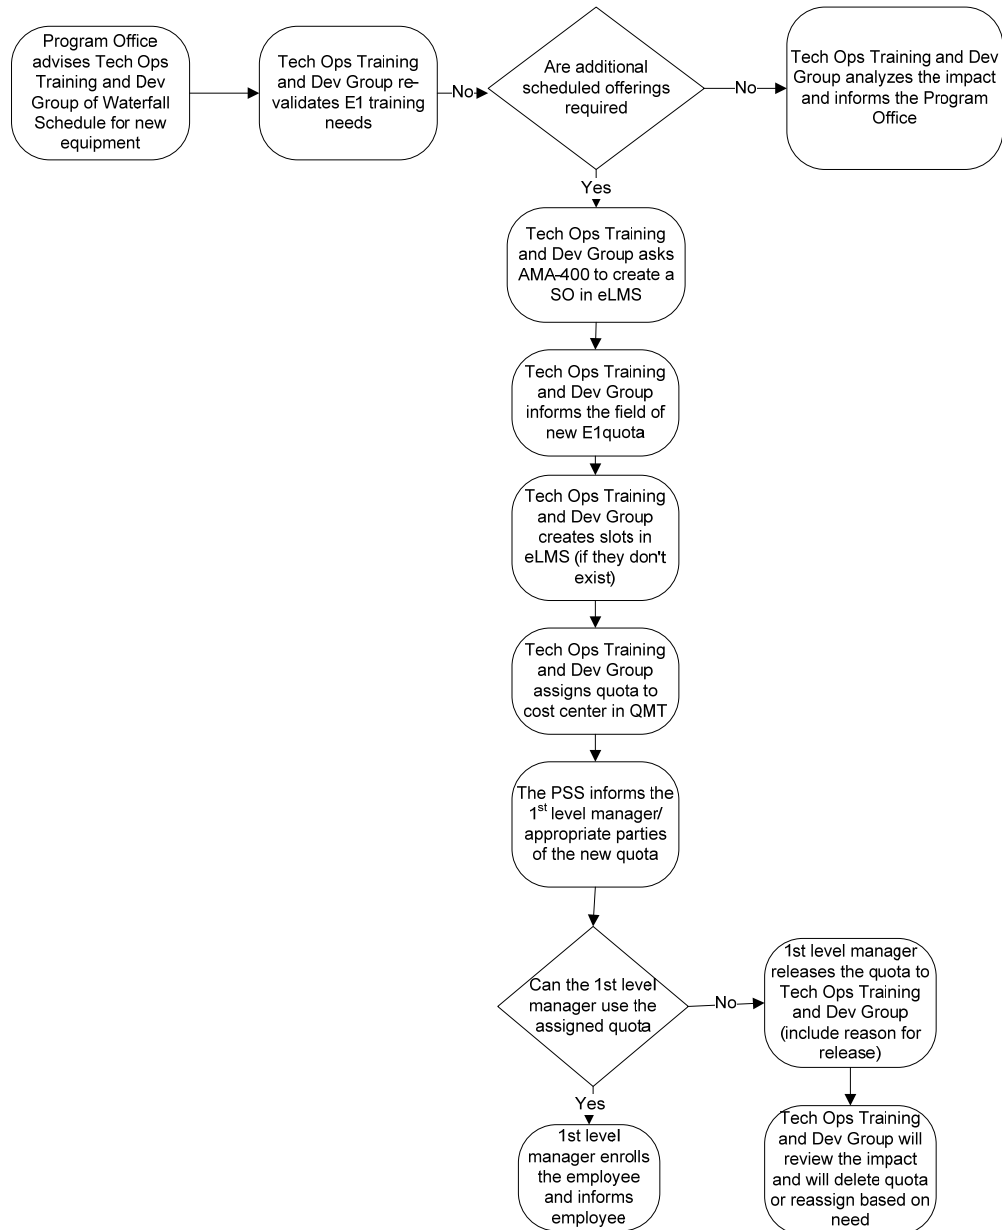 Program Office
advises Tech Ops
Training and Dev
Group of Waterfall
Schedule for new
equipment
Tech Ops Training
and Dev Group re-
validates E1 training
needs
No
Are additional
scheduled offerings
required
No
Tech Ops Training and Dev
Group analyzes the impact
and informs the Program
Office
Yes
Tech Ops Training
and Dev Group asks
AMA-400 to create a
SO in eLMS
Tech Ops Training
and Dev Group
informs the field of
new E1quota
Tech Ops Training
and Dev Group
creates slots in
eLMS (if they don't
exist)
Tech Ops Training
and Dev Group
assigns quota to
cost center in QMT
The PSS informs the
1st level manager/
appropriate parties
of the new quota
Can the 1st level
manager use the
assigned quota
No
1st level manager
releases the quota to
Tech Ops Training
and Dev Group
(include reason for
release)
Yes
1st level
manager enrolls
the employee
and informs
employee
Tech Ops Training
and Dev Group will
review the impact
and will delete quota
or reassign based on
need